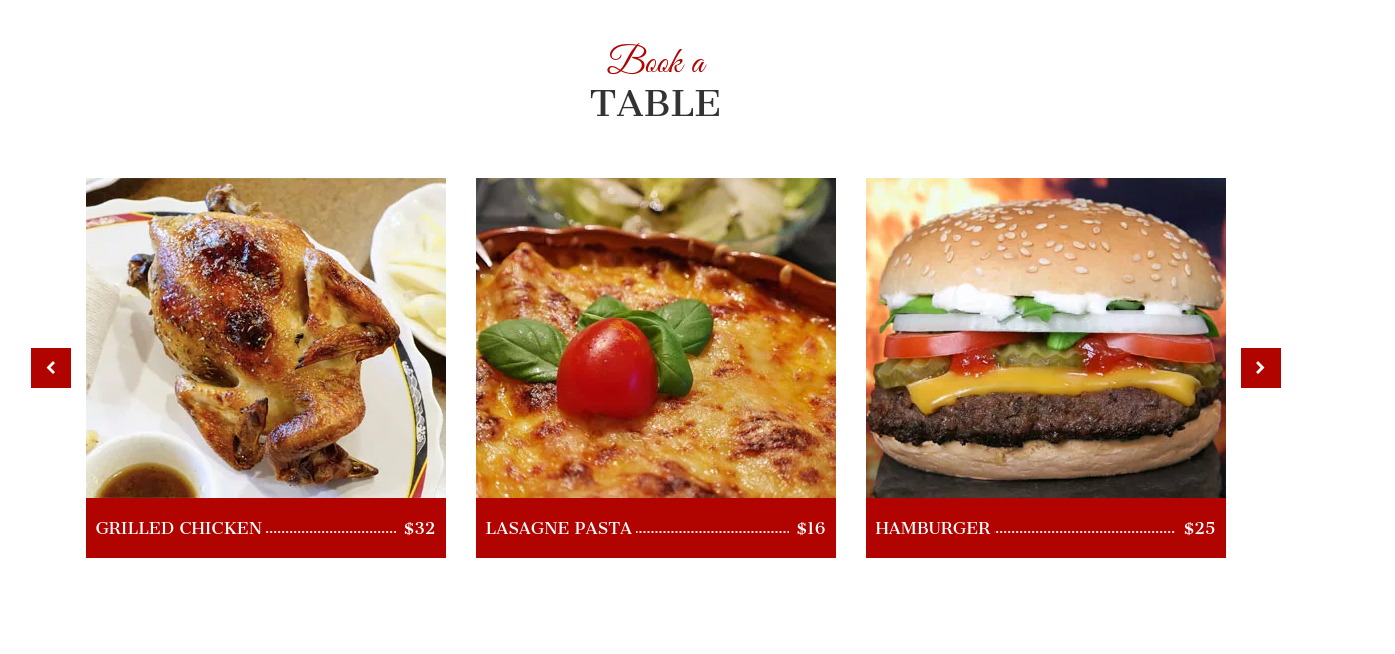 Book a
TABLE
GRILLED CHICKEN $32
LASAGNE PASTA $16
HAMBURGER $25